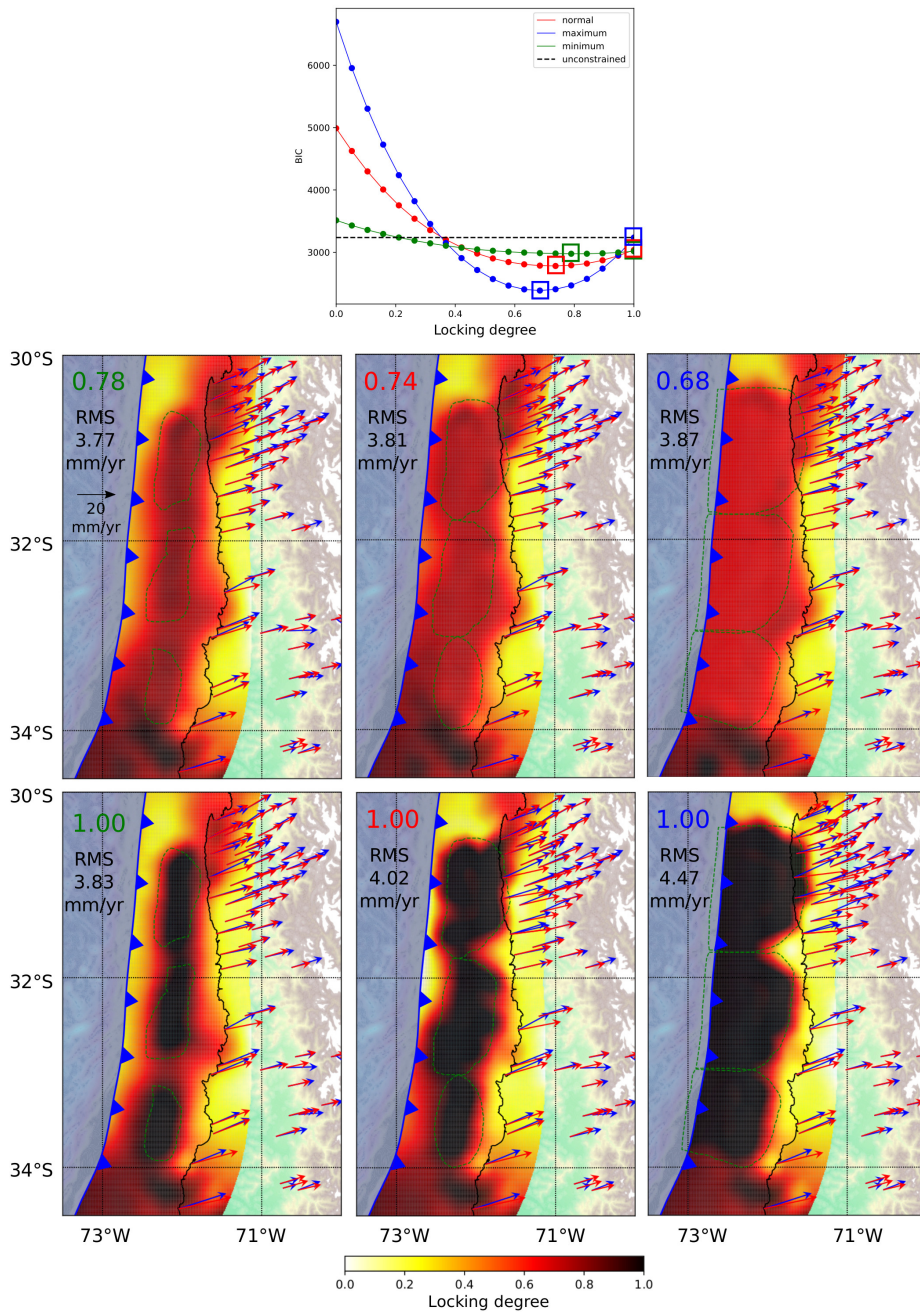 normal
maximum
minimum
unconstrained
6000
5000
4000
3000
BIC
0.0 0.2 0.4 0.6 0.8 1.0
Locking degree
30°S
32°S
34°S
0.78
RMS
3.77
mm/yr
20
mm/yr
0.74
RMS
3.81
mm/yr
0.68
RMS
3.87
mm/yr
30°S
32°S
34°S
1.00
RMS
3.83
mm/yr
1.00
RMS
4.02
mm/yr
1.00
RMS
4.47
mm/yr
73°W 71°W 73°W 71°W 73°W 71°W
0.0 0.2 0.4 0.6 0.8 1.0
Locking degree